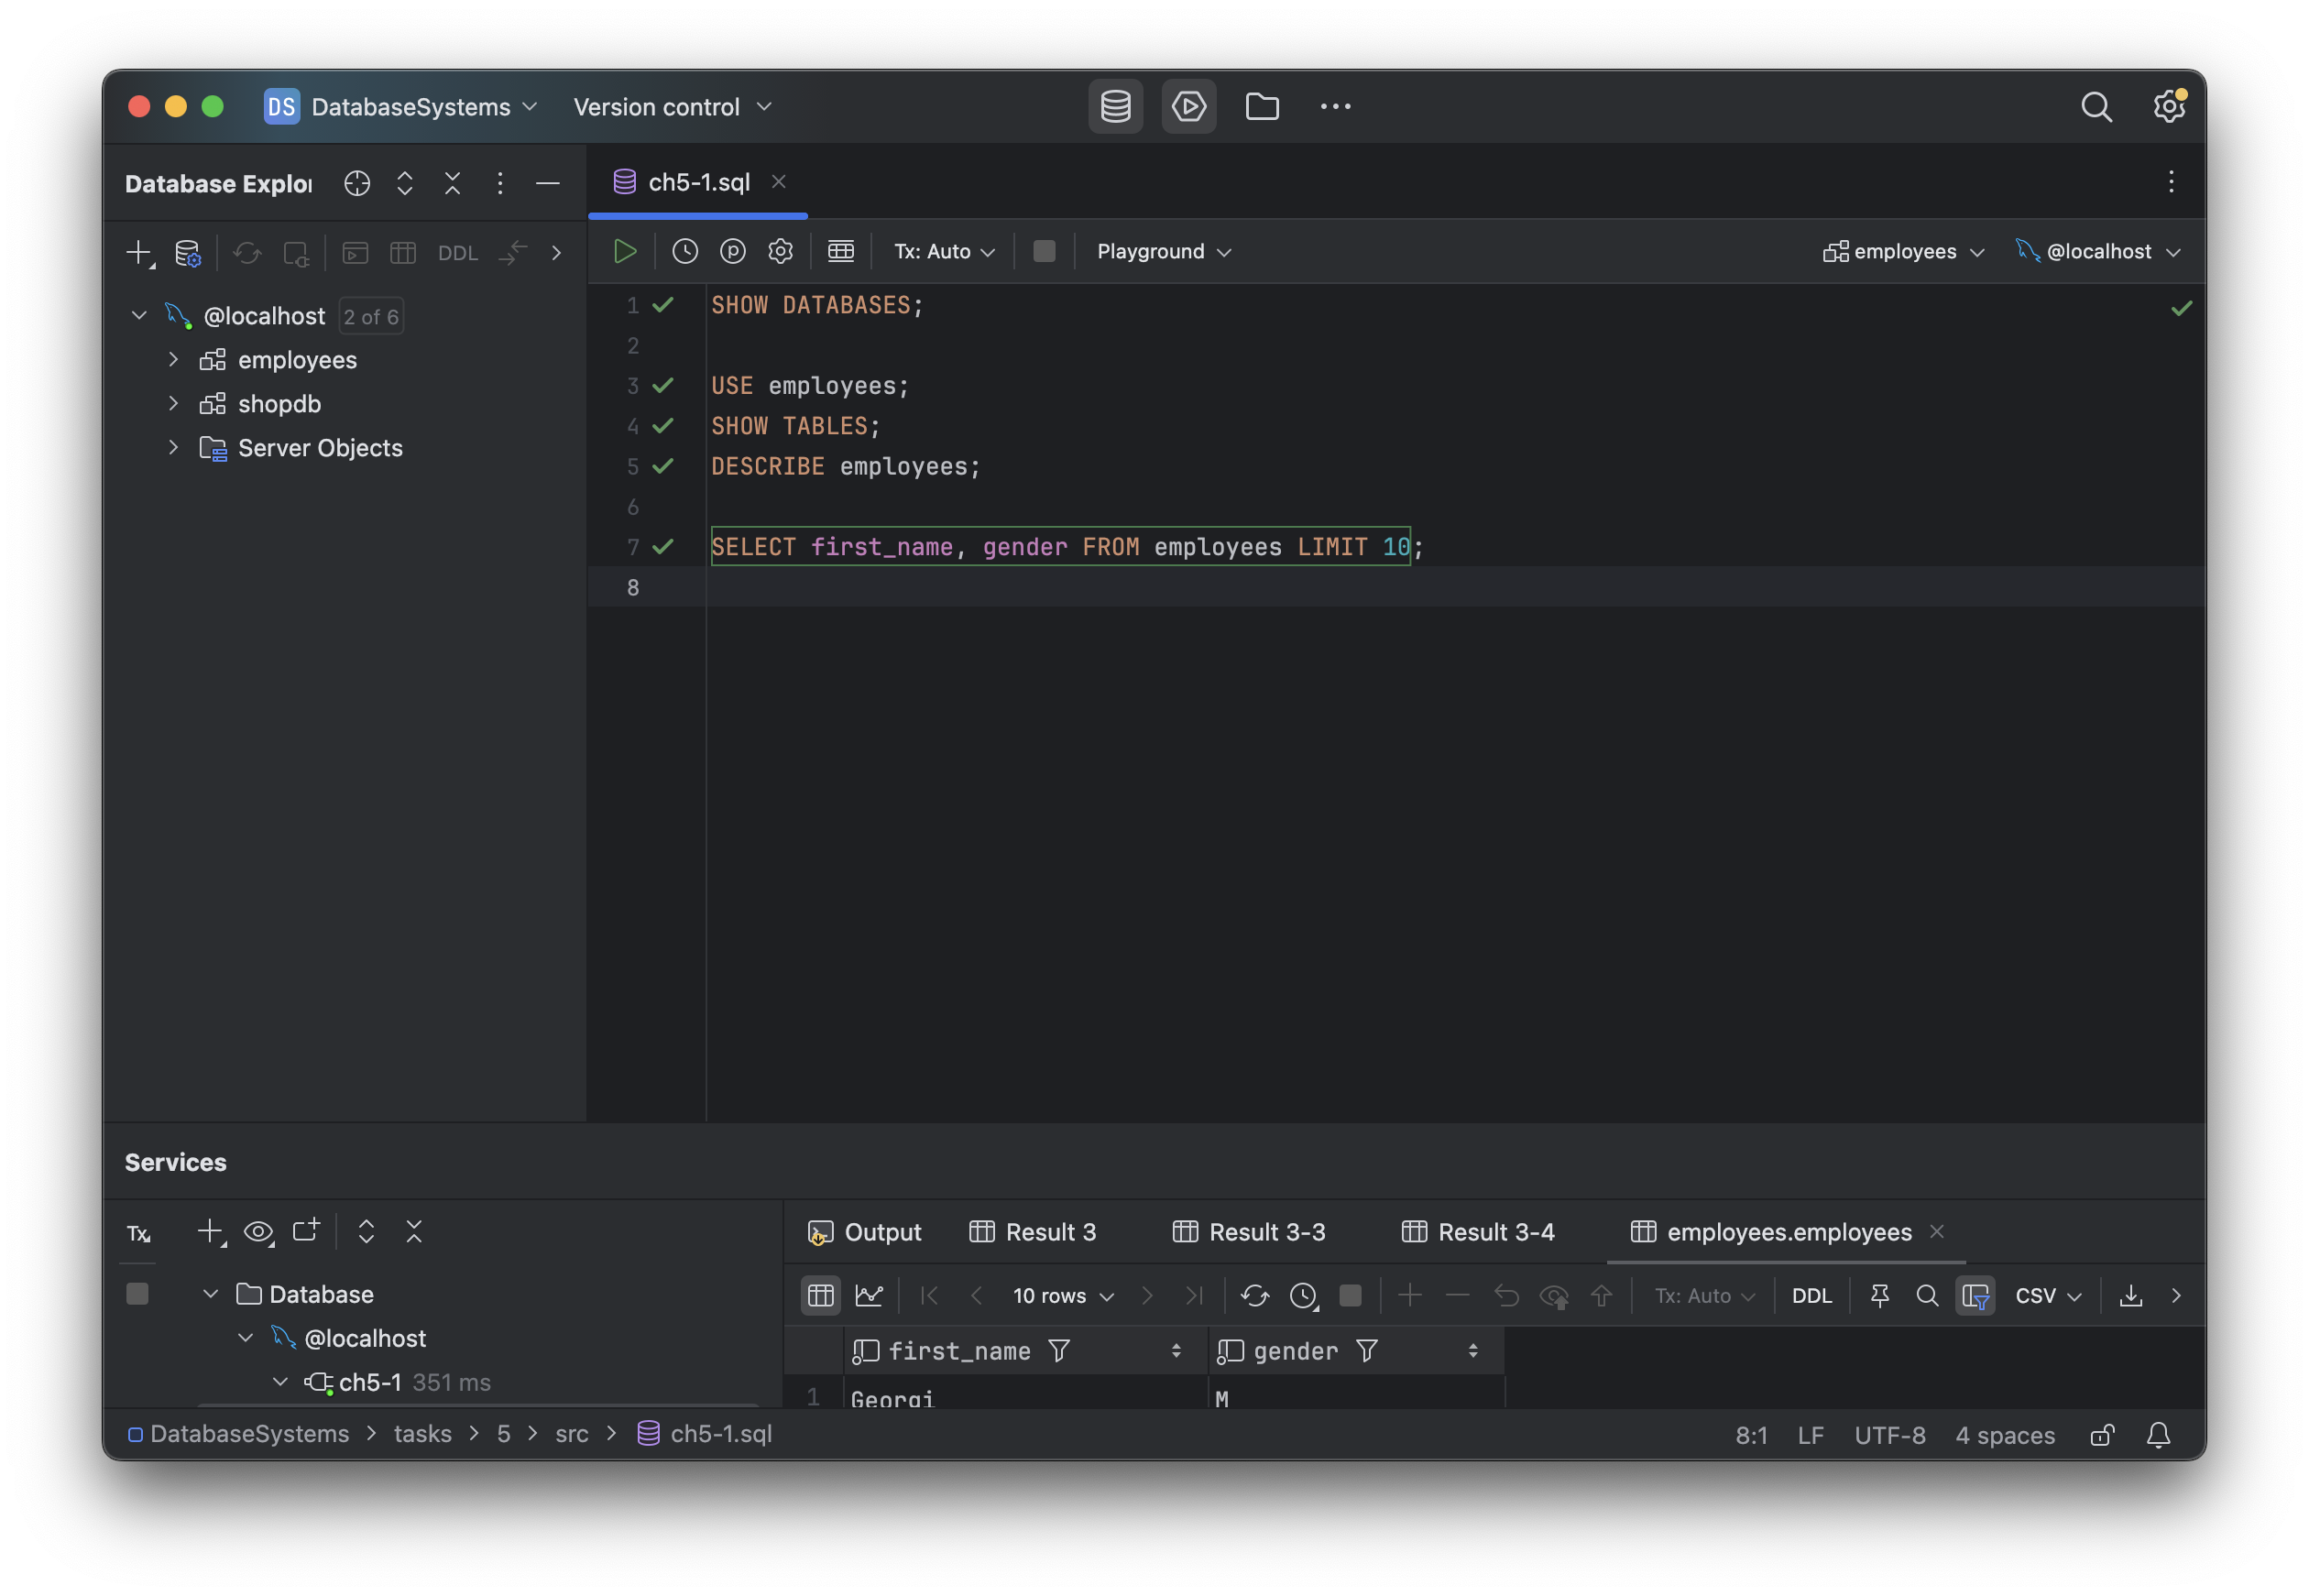 DS DatabaseSystems Version control
Database Explor
ch5-1.sql
DDL
Tx: Auto Playground employees @localhost
@localhost 2 of 6
employees
shopdb
Server Objects
1 SHOW DATABASES;
2
3 USE employees;
4 SHOW TABLES;
5 DESCRIBE employees;
6
7 SELECT first_name, gender FROM employees LIMIT 10;
8
Services
Tx
Database
@localhost
ch5-1 351 ms
Output Result 3 Result 3-3 Result 3-4 employees.employees
10 rows Tx: Auto DDL CSV
first_name gender
1 Georgi M
DatabaseSystems > tasks > 5 > src > ch5-1.sql
8:1 LF UTF-8 4 spaces